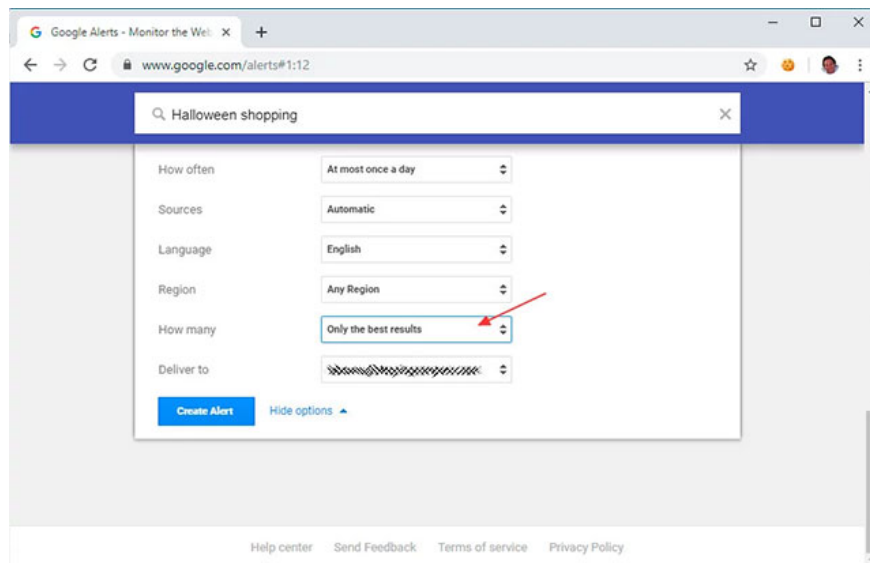 Google Alerts - Monitor the Web
www.google.com/alerts#1:12
Halloween shopping
How often At most once a day
Sources Automatic
Language English
Region Any Region
How many Only the best results
Deliver to
Create Alert Hide options
Help center Send Feedback Terms of service Privacy Policy